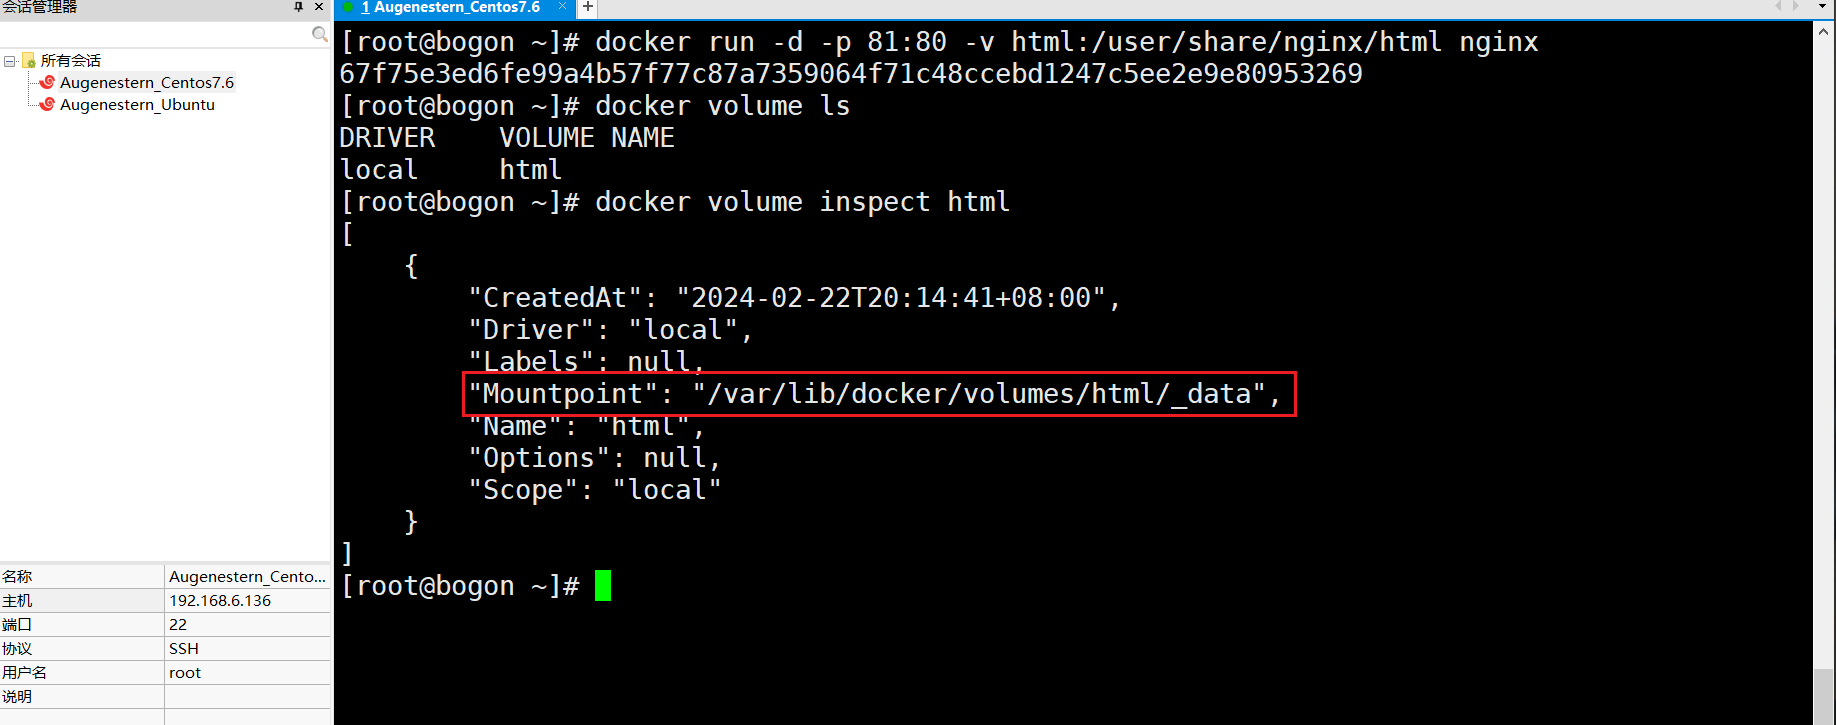 会话管理器
所有会话
Augenestern_Centos7.6
Augenestern_Ubuntu
名称 Augenestern_Cento...
主机 192.168.6.136
端口 22
协议 SSH
用户名 root
说明
1 Augenestern_Centos7.6
[root@bogon ~]# docker run -d -p 81:80 -v html:/user/share/nginx/html nginx
67f75e3ed6fe99a4b57f77c87a7359064f71c48ccebd1247c5ee2e9e80953269
[root@bogon ~]# docker volume ls
DRIVER    VOLUME NAME
local     html
[root@bogon ~]# docker volume inspect html
[
    {
        "CreatedAt": "2024-02-22T20:14:41+08:00",
        "Driver": "local",
        "Labels": null,
        "Mountpoint": "/var/lib/docker/volumes/html/_data",
        "Name": "html",
        "Options": null,
        "Scope": "local"
    }
]
[root@bogon ~]#